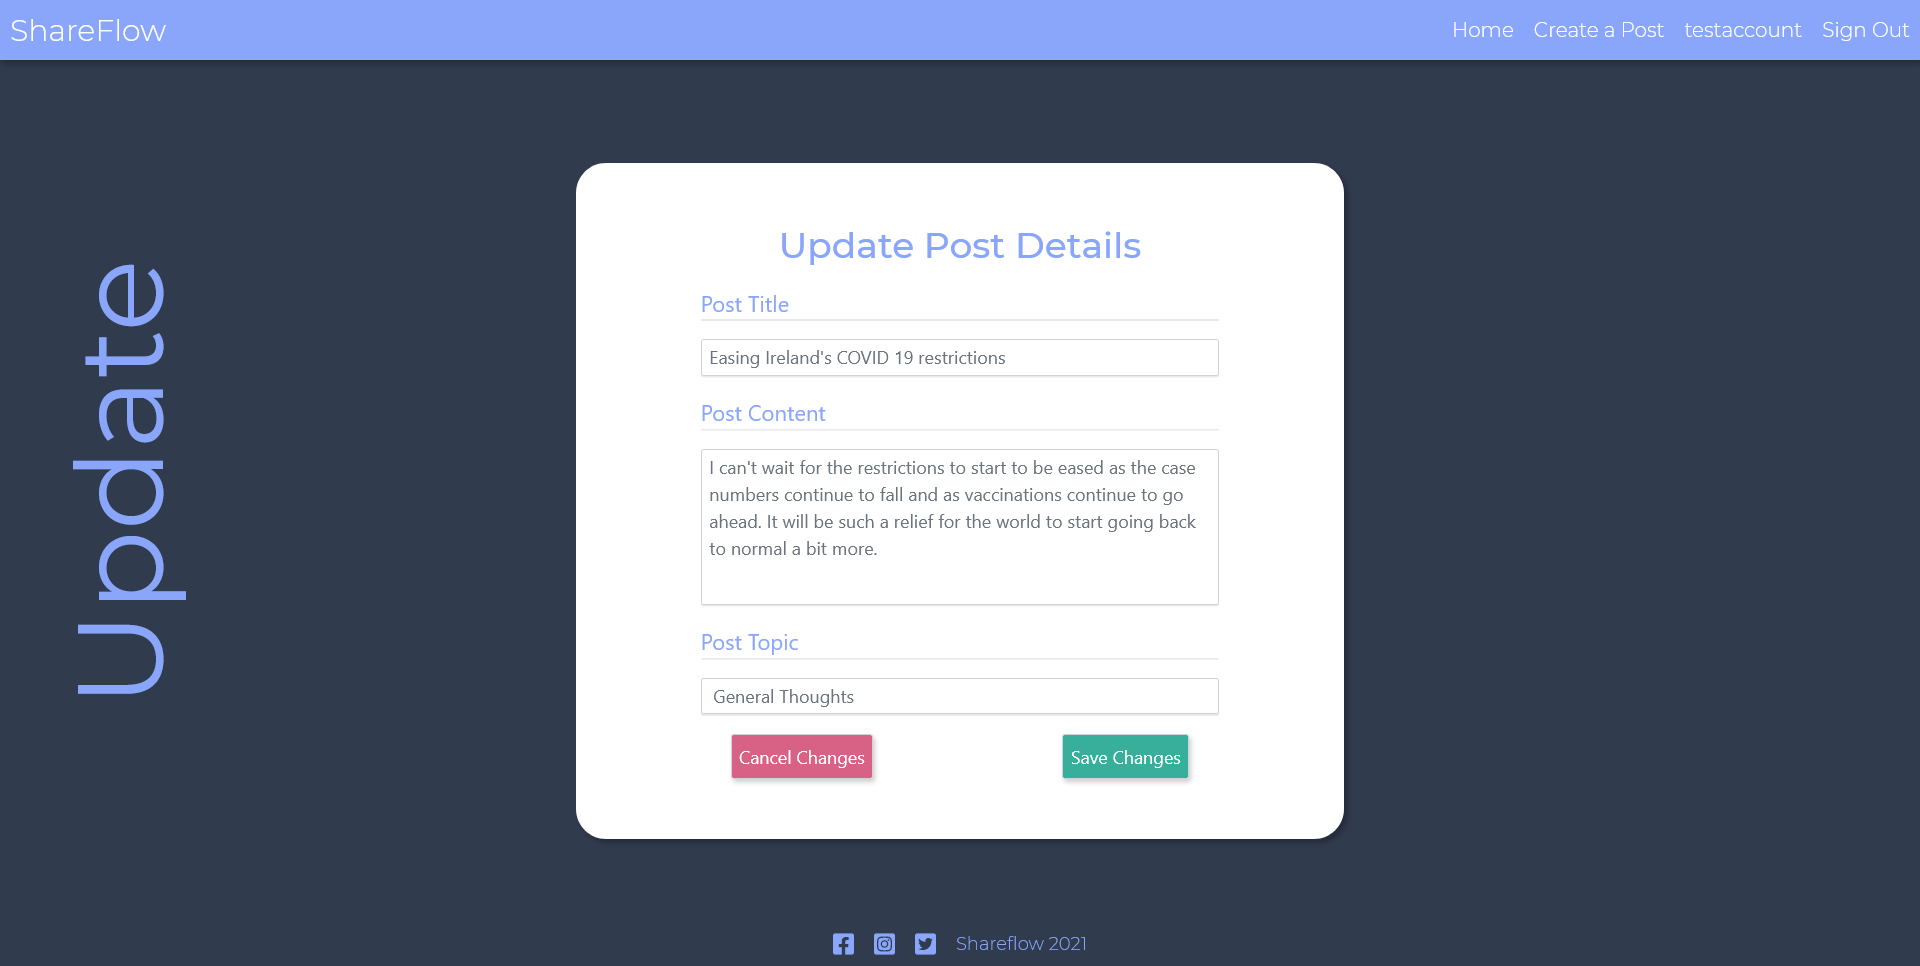 ShareFlow
Home Create a Post testaccount Sign Out
Update
Update Post Details
Post Title
Easing Ireland's COVID 19 restrictions
Post Content
I can't wait for the restrictions to start to be eased as the case
numbers continue to fall and as vaccinations continue to go
ahead. It will be such a relief for the world to start going back
to normal a bit more.
Post Topic
General Thoughts
Cancel Changes Save Changes
Shareflow 2021